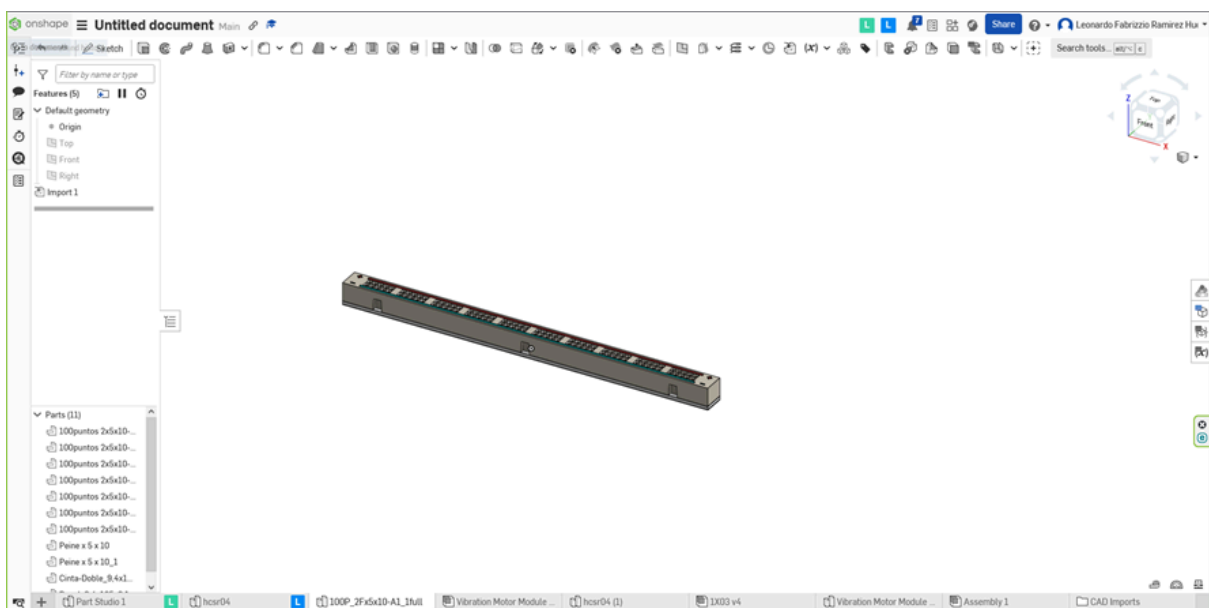 onshape Untitled document Main
L L 7 Share Leonardo Fabrizzio Ramirez Hu
Sketch
Search tools... alt/⌥ c
Filter by name or type
Features (5)
Default geometry
Origin
Top
Front
Right
Import 1
Z
Front
X
Parts (11)
100puntos 2x5x10-...
100puntos 2x5x10-...
100puntos 2x5x10-...
100puntos 2x5x10-...
100puntos 2x5x10-...
100puntos 2x5x10-...
100puntos 2x5x10-...
Peine x 5 x 10
Peine x 5 x 10_1
Cinta-Doble_9,4x1...
Part Studio 1 L hcsr04 L 100P_2Fx5x10-A1_1full Vibration Motor Module ... hcsr04 (1) 1X03 v4 Vibration Motor Module ... Assembly 1 CAD Imports